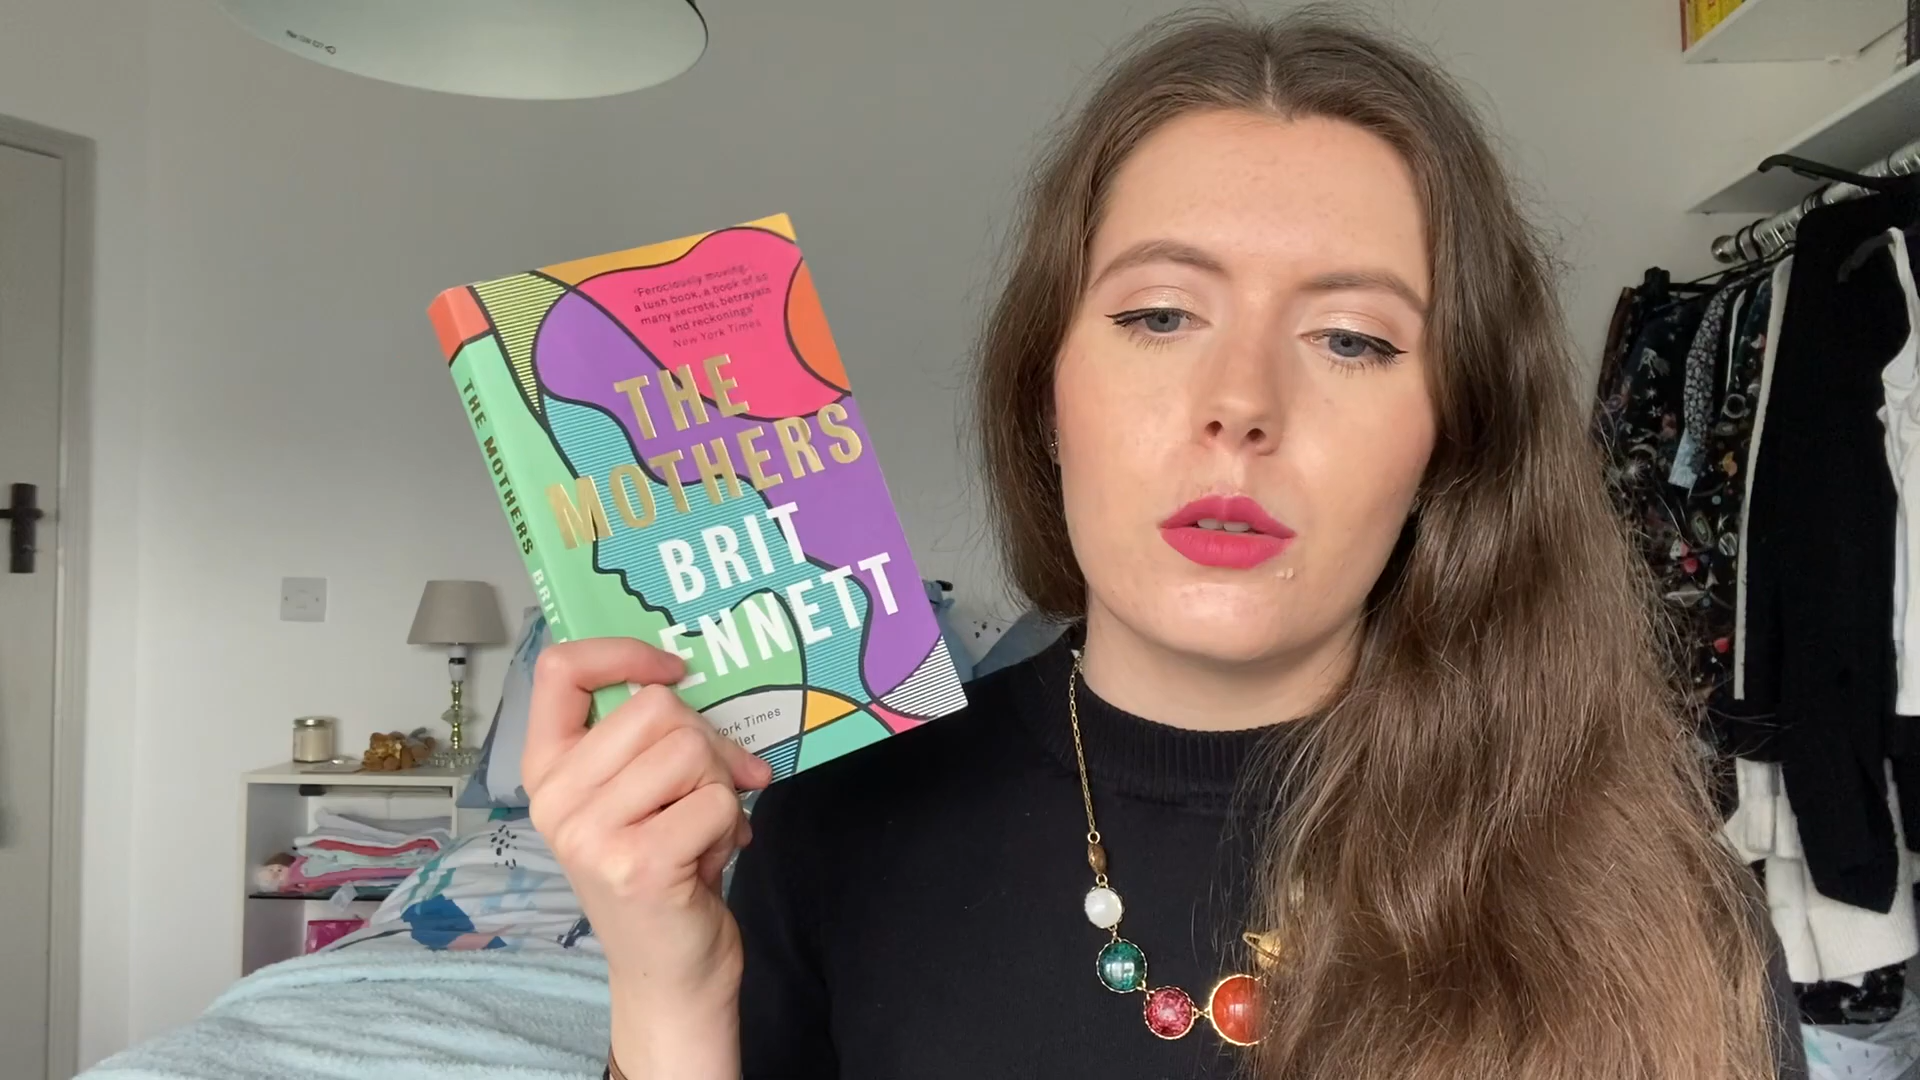 "Ferociously moving.
a lush book, a book of so
many secrets, betrayals
and reckonings"
New York Times
THE
MOTHERS
BRIT
ENNETT
York Times
ller
THE MOTHERS BRIT